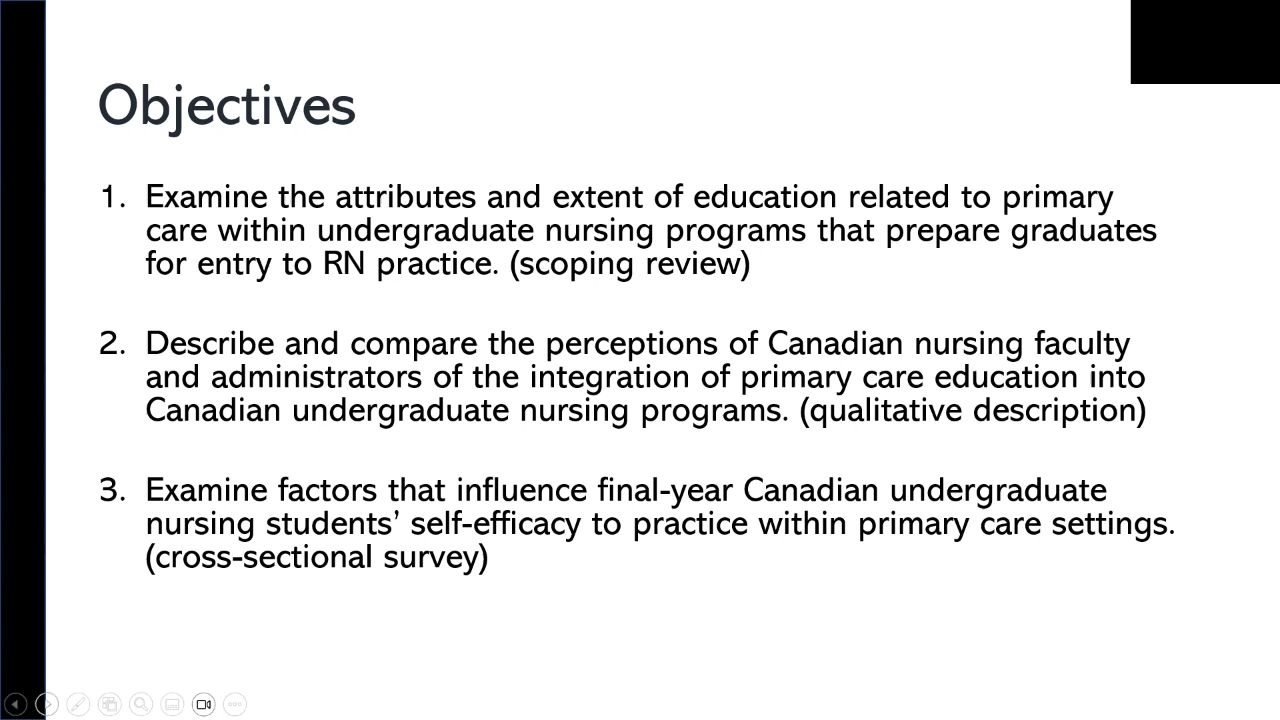 Objectives
1. Examine the attributes and extent of education related to primary
care within undergraduate nursing programs that prepare graduates
for entry to RN practice. (scoping review)
2. Describe and compare the perceptions of Canadian nursing faculty
and administrators of the integration of primary care education into
Canadian undergraduate nursing programs. (qualitative description)
3. Examine factors that influence final-year Canadian undergraduate
nursing students’ self-efficacy to practice within primary care settings.
(cross-sectional survey)